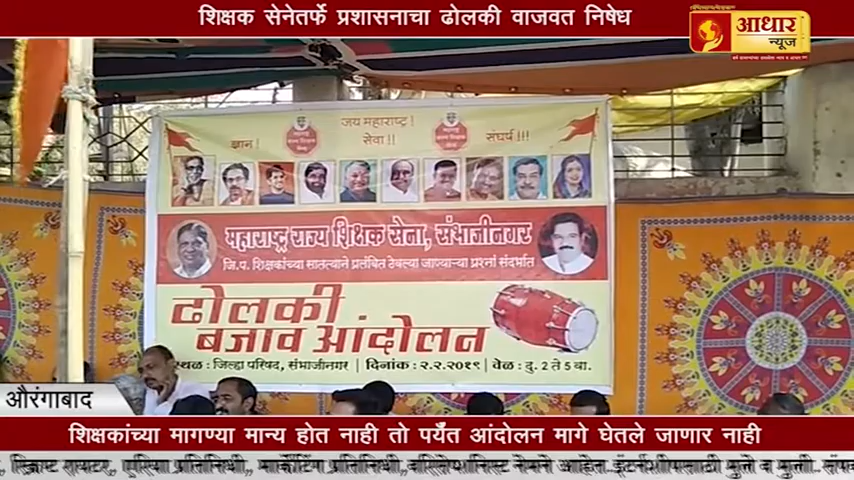 शिक्षक सेनेतर्फे प्रशासनाचा ढोलकी वाजवत निषेध
आधार
न्यूज
जय महाराष्ट्र!
ज्ञान! सेवा!! संघर्ष!!!
महाराष्ट्र राज्य शिक्षक सेना, संभाजीनगर
जि.प. शिक्षकांच्या सातत्याने प्रलंबित ठेवल्या जाणाऱ्या प्रश्नां संदर्भात
ढोलकी
बजाव आंदोलन
स्थळ : जिल्हा परिषद, संभाजीनगर | दिनांक : २.२.२०१९ | वेळ : दु. 2 ते 5 वा.
औरंगाबाद
शिक्षकांच्या मागण्या मान्य होत नाही तो पर्यंत आंदोलन मागे घेतले जाणार नाही